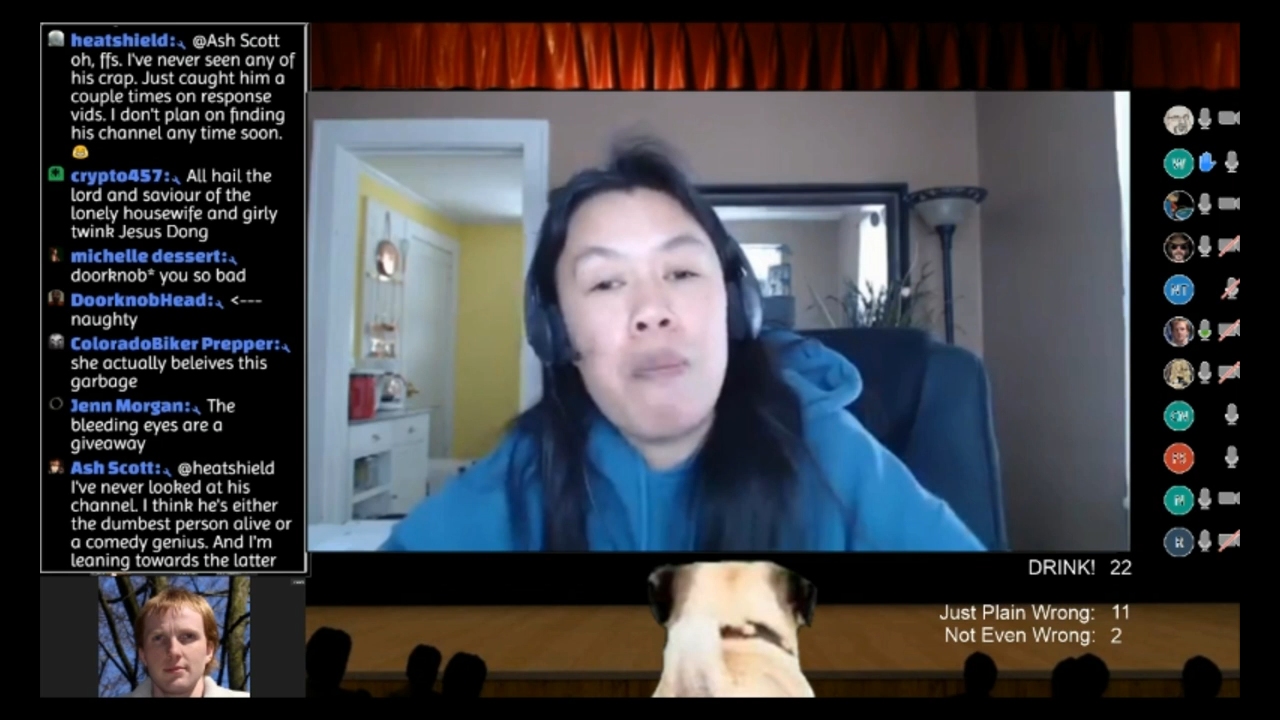 heatshield: @Ash Scott
oh, ffs. I've never seen any of
his crap. Just caught him a
couple times on response
vids. I don't plan on finding
his channel any time soon.
crypto457: All hail the
lord and saviour of the
lonely housewife and girly
twink Jesus Dong
michelle dessert:
doorknob* you so bad
DoorknobHead: <---
naughty
ColoradoBiker Prepper:
she actually beleives this
garbage
Jenn Morgan: The
bleeding eyes are a
giveaway
Ash Scott: @heatshield
I've never looked at his
channel. I think he's either
the dumbest person alive or
a comedy genius. And I'm
leaning towards the latter
DRINK! 22
Just Plain Wrong: 11
Not Even Wrong: 2